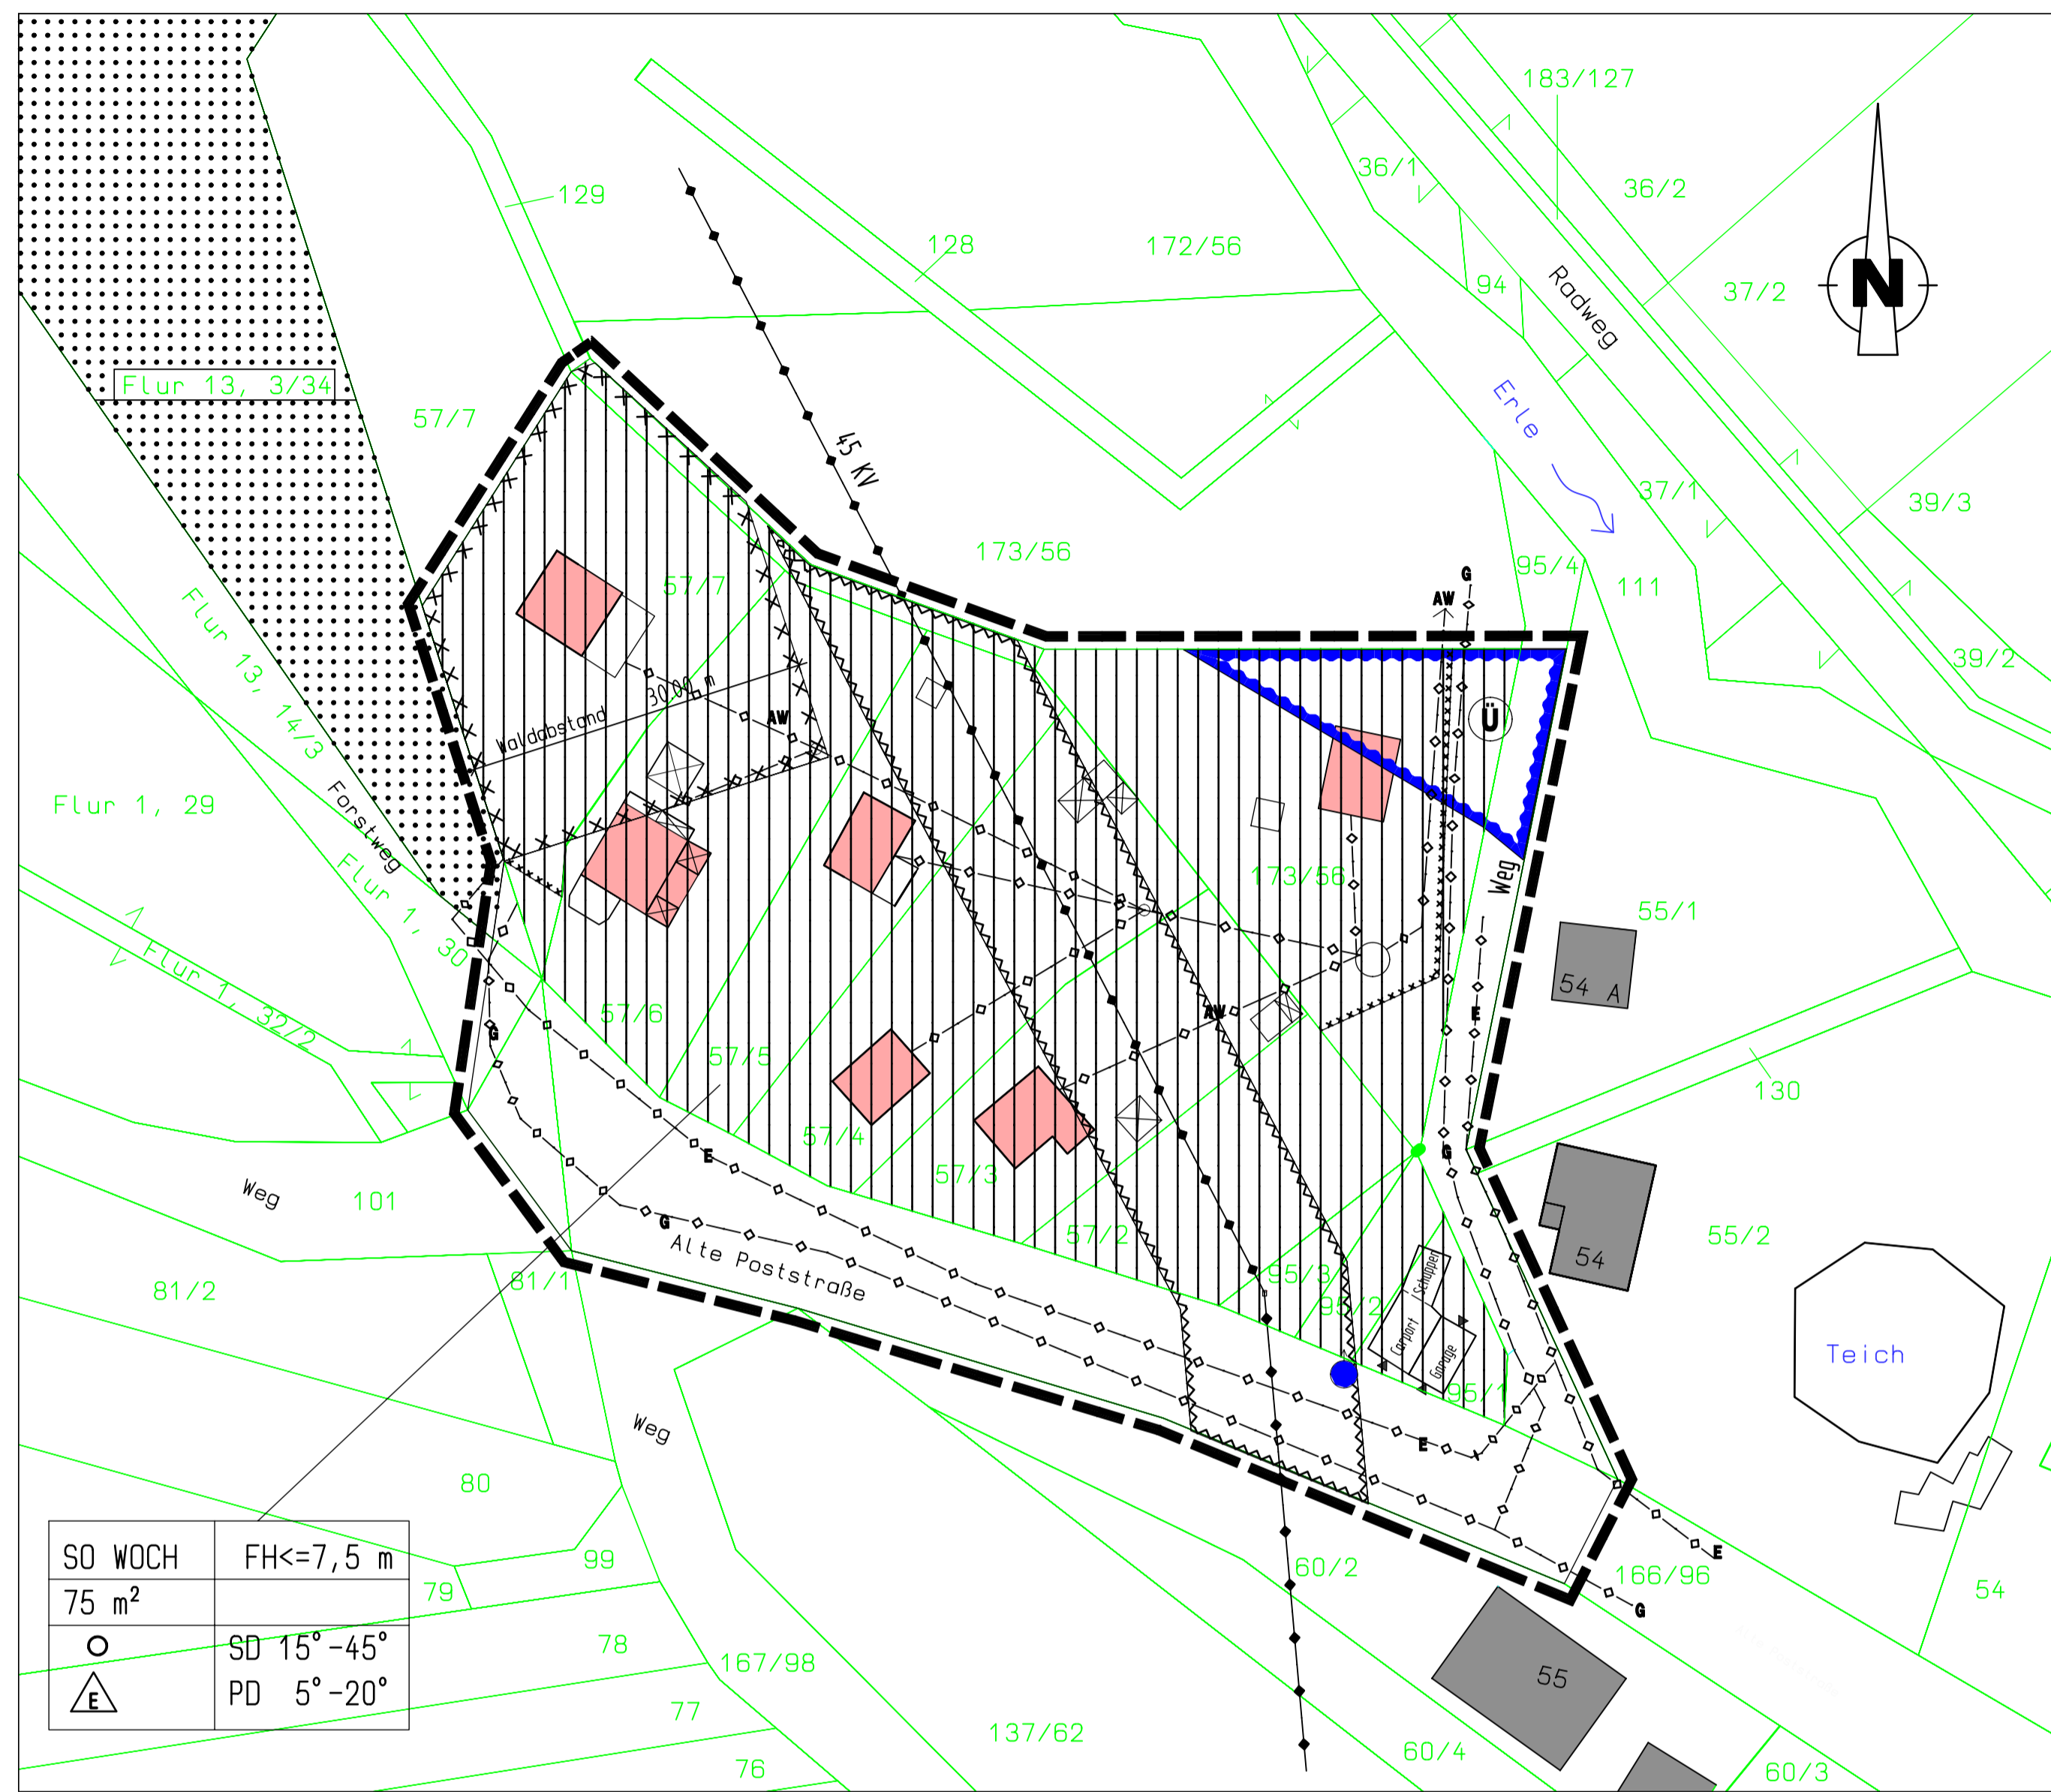 183/127
36/1
36/2
129
128
172/56
94
Radweg
37/2
N
Flur 13, 3/34
57/7
Erle
45 KV
37/1
39/3
173/56
95/4
111
G
AW
57/7
39/2
Flur 13, 14/3
Waldabstand 30.00 m
AW
Ü
Flur 1, 29
Forstweg
173/56
Weg
55/1
Flur 1, 30
Flur 1, 32/2
54 A
57/6
AW
E
G
57/5
130
57/4
E
G
57/3
Weg
101
G
57/2
55/2
54
Alte Poststraße
81/2
81/1
95/3
95/2
Schuppen
Carport
Garage
95/1
Teich
Weg
E
80
SO WOCH
FH<=7,5 m
75 m²
SD 15°-45°
E
PD 5°-20°
99
79
60/2
E
166/96
G
54
78
167/98
55
77
137/62
60/4
76
60/3